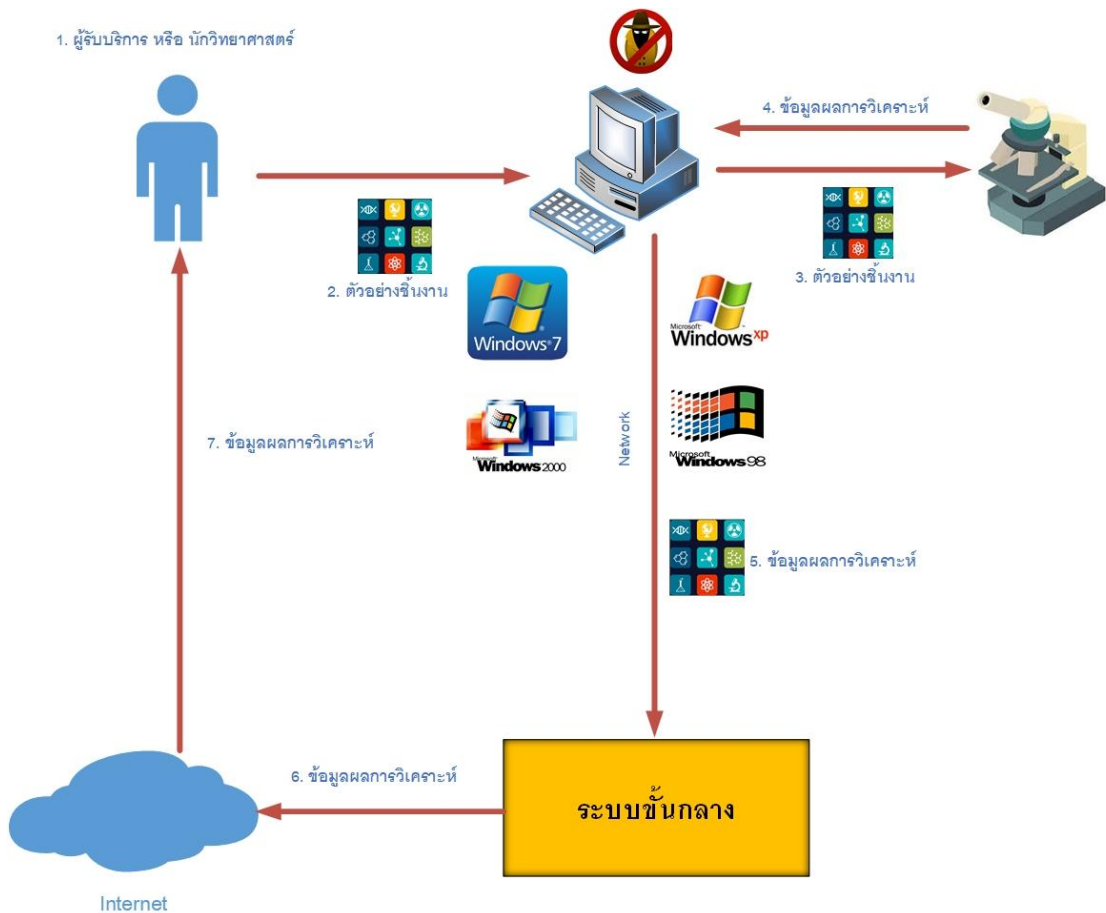 1. ผู้รับบริการ หรือ นักวิทยาศาสตร์
4. ข้อมูลผลการวิเคราะห์
2. ตัวอย่างชิ้นงาน
3. ตัวอย่างชิ้นงาน
Windows 7
Microsoft
Windows xp
Microsoft
Windows 2000
Microsoft
Windows 98
Network
7. ข้อมูลผลการวิเคราะห์
5. ข้อมูลผลการวิเคราะห์
6. ข้อมูลผลการวิเคราะห์
ระบบขั้นกลาง
Internet